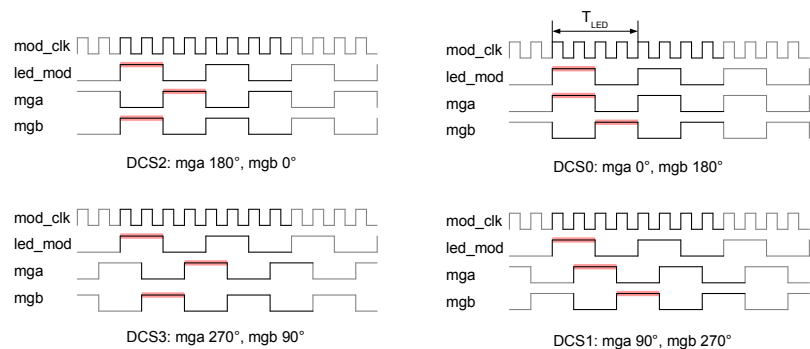 mod_clk
led_mod
mga
mgb
DCS2: mga 180°, mgb 0°
T_LED
mod_clk
led_mod
mga
mgb
DCS0: mga 0°, mgb 180°
mod_clk
led_mod
mga
mgb
DCS3: mga 270°, mgb 90°
mod_clk
led_mod
mga
mgb
DCS1: mga 90°, mgb 270°